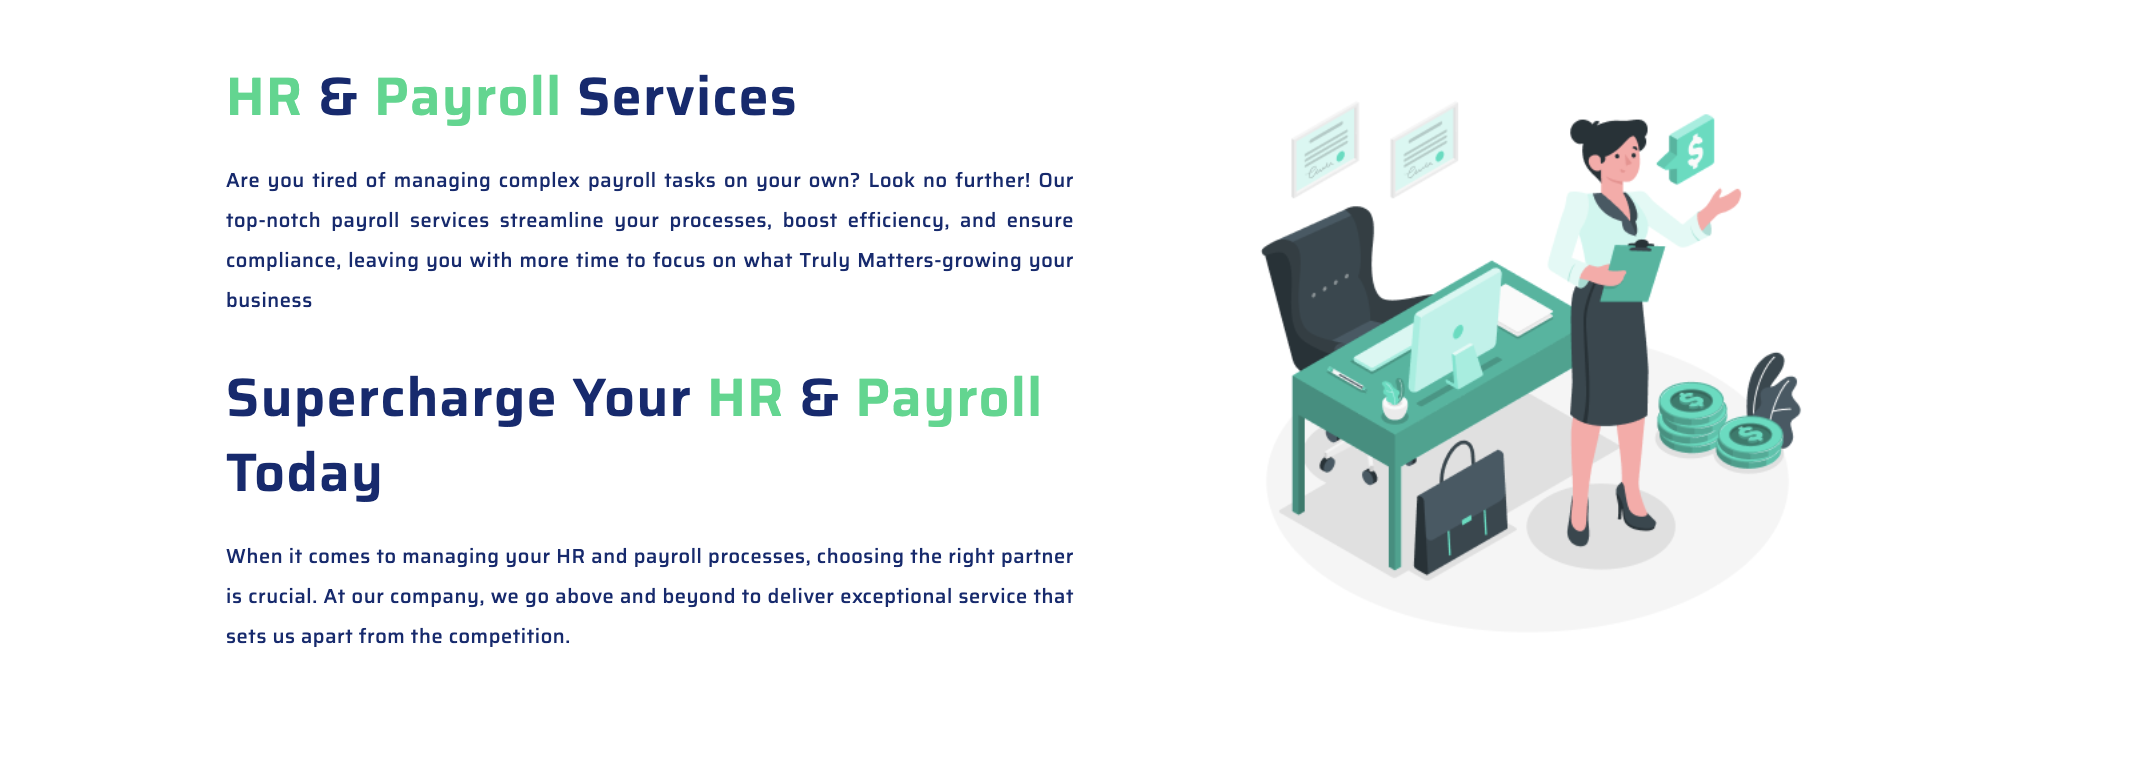 HR & Payroll Services
Are you tired of managing complex payroll tasks on your own? Look no further! Our
top-notch payroll services streamline your processes, boost efficiency, and ensure
compliance, leaving you with more time to focus on what Truly Matters-growing your
business
Supercharge Your HR & Payroll
Today
When it comes to managing your HR and payroll processes, choosing the right partner
is crucial. At our company, we go above and beyond to deliver exceptional service that
sets us apart from the competition.